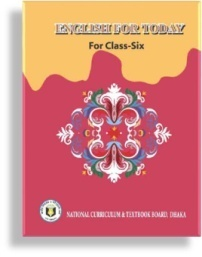 ENGLISH FOR TODAY
For Class-Six
NATIONAL CURRICULUM & TEXTBOOK BOARD, DHAKA